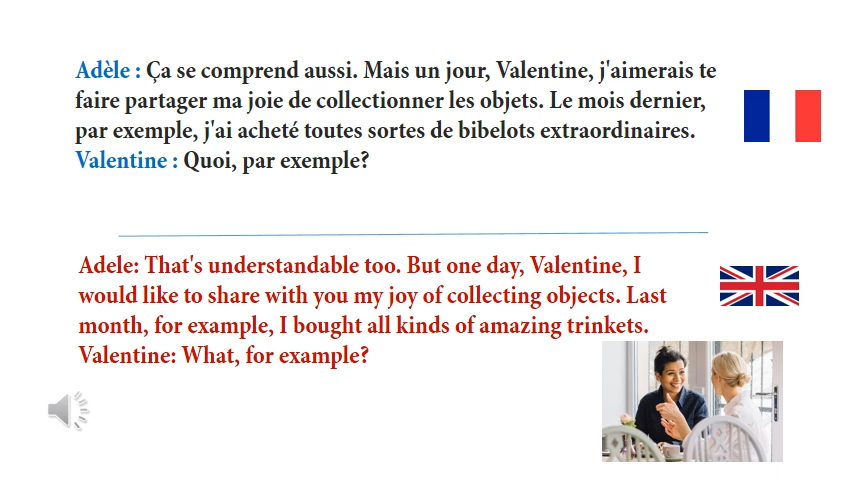 Adèle : Ça se comprend aussi. Mais un jour, Valentine, j'aimerais te
faire partager ma joie de collectionner les objets. Le mois dernier,
par exemple, j'ai acheté toutes sortes de bibelots extraordinaires.
Valentine : Quoi, par exemple?
Adele: That's understandable too. But one day, Valentine, I
would like to share with you my joy of collecting objects. Last
month, for example, I bought all kinds of amazing trinkets.
Valentine: What, for example?